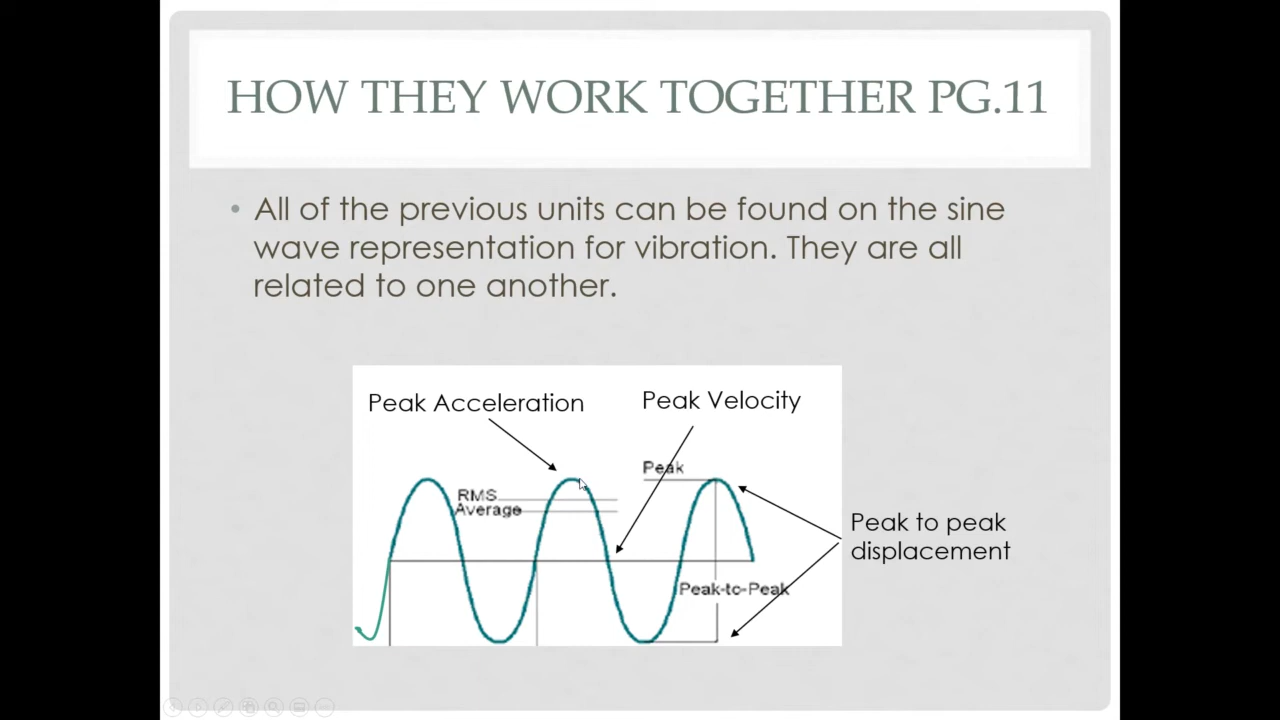 HOW THEY WORK TOGETHER PG.11
• All of the previous units can be found on the sine
wave representation for vibration. They are all
related to one another.
Peak Acceleration
Peak Velocity
Peak
RMS
Average
Peak to peak
displacement
Peak-to-Peak